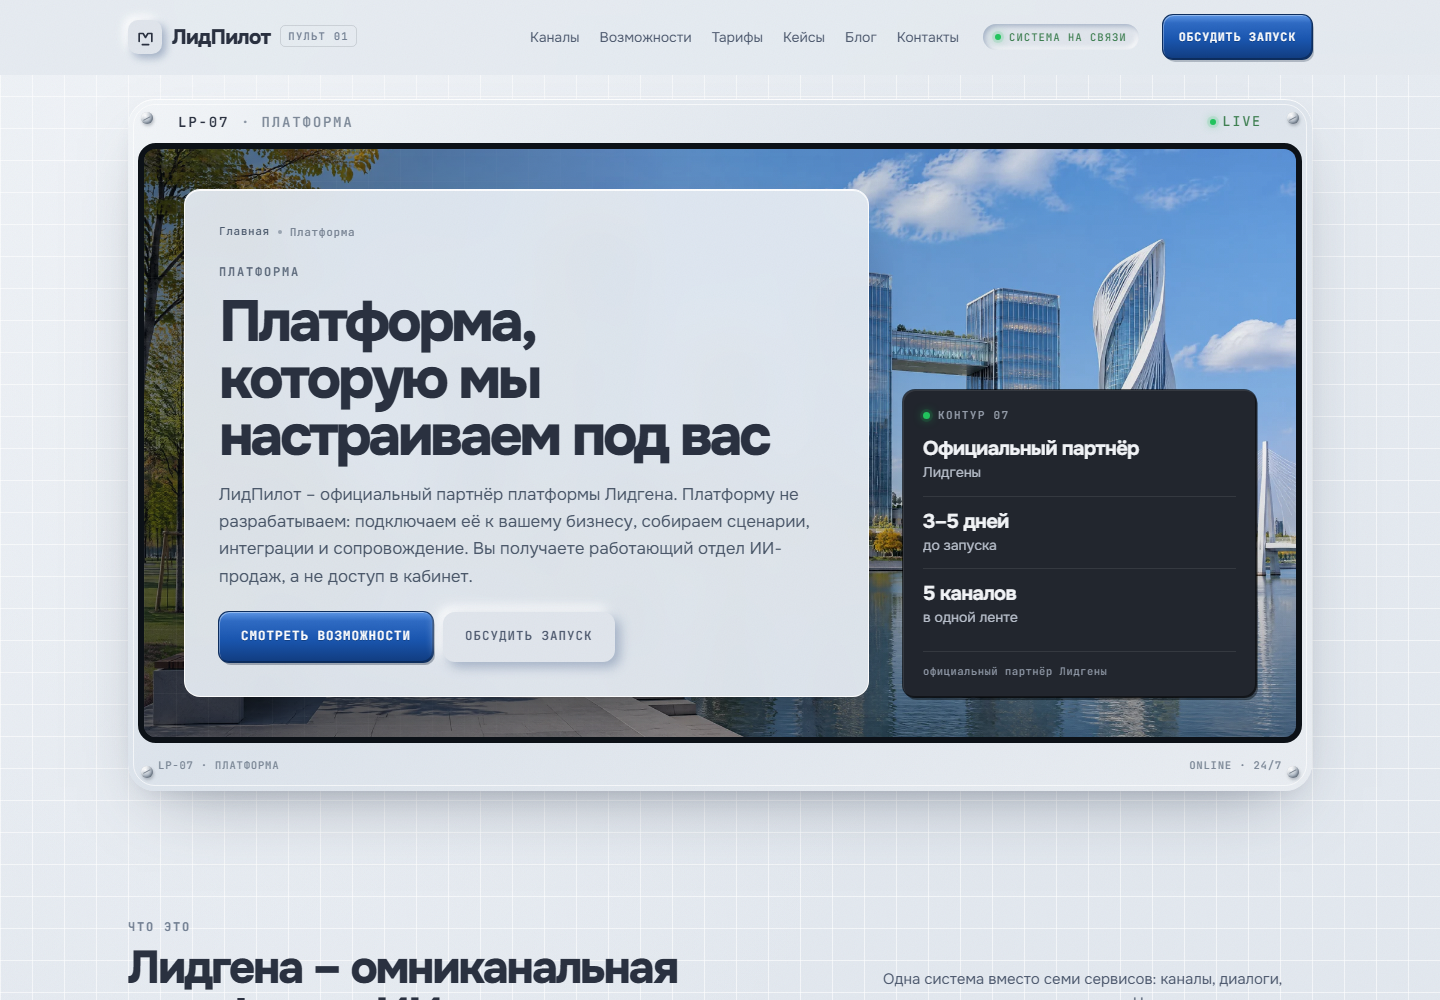 ЛидПилот
ПУЛЬТ 01
Каналы
Возможности
Тарифы
Кейсы
Блог
Контакты
СИСТЕМА НА СВЯЗИ
ОБСУДИТЬ ЗАПУСК
LP-07 · ПЛАТФОРМА
LIVE
Главная
Платформа
ПЛАТФОРМА
Платформа,
которую мы
настраиваем под вас
ЛидПилот – официальный партнёр платформы Лидгена. Платформу не
разрабатываем: подключаем её к вашему бизнесу, собираем сценарии,
интеграции и сопровождение. Вы получаете работающий отдел ИИ-
продаж, а не доступ в кабинет.
СМОТРЕТЬ ВОЗМОЖНОСТИ
ОБСУДИТЬ ЗАПУСК
КОНТУР 07
Официальный партнёр
Лидгены
3–5 дней
до запуска
5 каналов
в одной ленте
официальный партнёр Лидгены
LP-07 · ПЛАТФОРМА
ONLINE · 24/7
ЧТО ЭТО
Лидгена – омниканальная
Одна система вместо семи сервисов: каналы, диалоги,